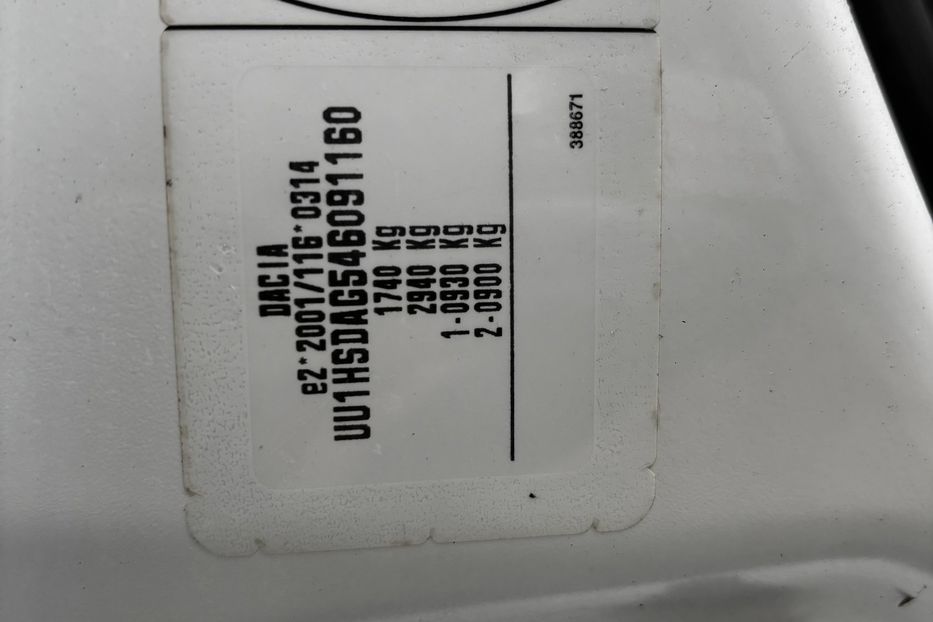 DACIA
e2*2001/116*0314
UU1HSDAG546091160
1740 Kg
2940 Kg
1-0930 Kg
2-0900 Kg
388671